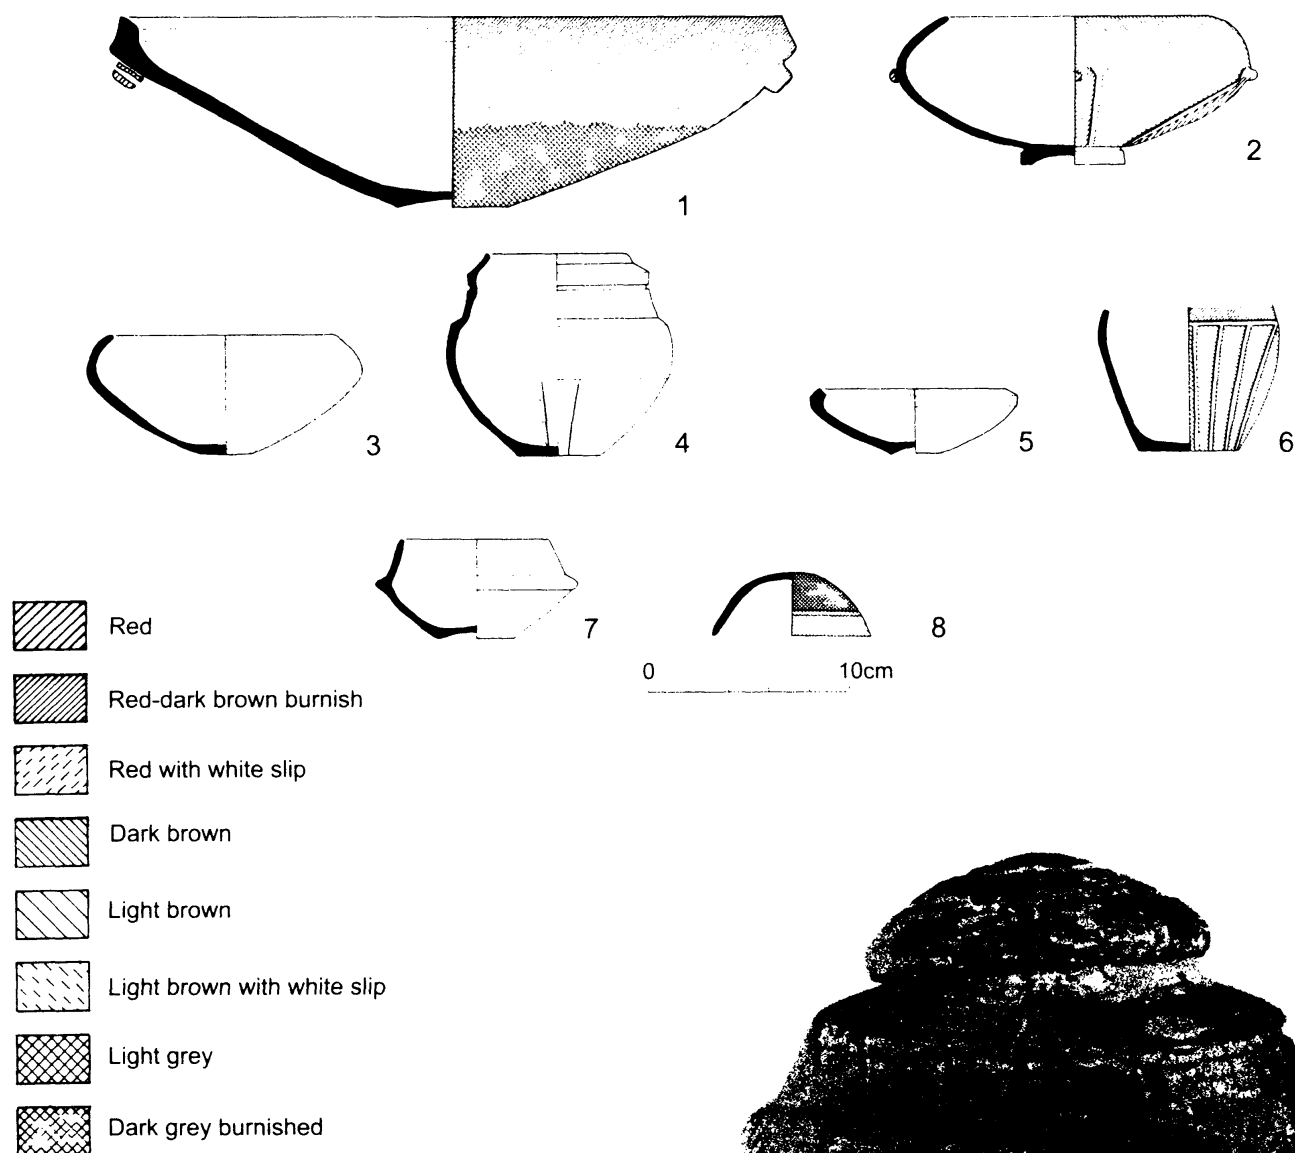 1
2
3
4
5
6
7
8
0 10cm
Red
Red-dark brown burnish
Red with white slip
Dark brown
Light brown
Light brown with white slip
Light grey
Dark grey burnished